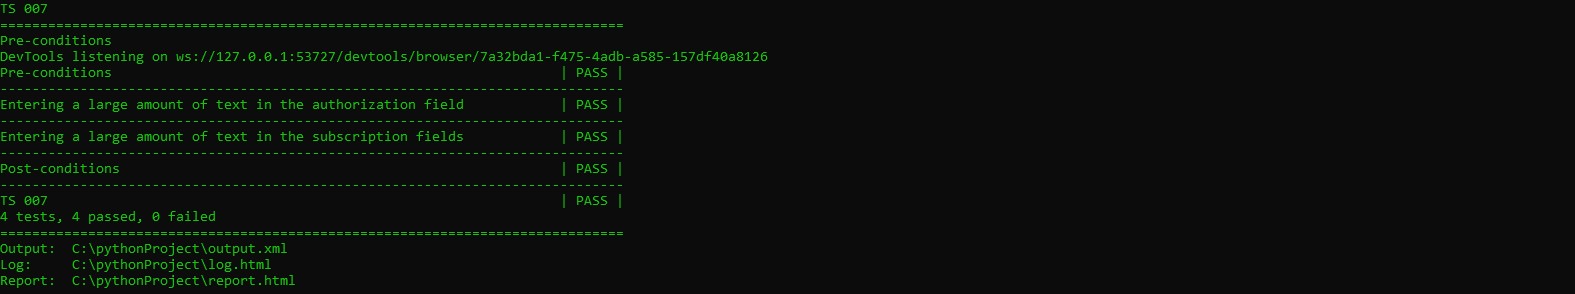 TS 007
==============================================================================
Pre-conditions
DevTools listening on ws://127.0.0.1:53727/devtools/browser/7a32bda1-f475-4adb-a585-157df40a8126
Pre-conditions                                                        | PASS |
------------------------------------------------------------------------------
Entering a large amount of text in the authorization field            | PASS |
------------------------------------------------------------------------------
Entering a large amount of text in the subscription fields            | PASS |
------------------------------------------------------------------------------
Post-conditions                                                       | PASS |
------------------------------------------------------------------------------
TS 007                                                                | PASS |
4 tests, 4 passed, 0 failed
==============================================================================
Output:  C:\pythonProject\output.xml
Log:     C:\pythonProject\log.html
Report:  C:\pythonProject\report.html